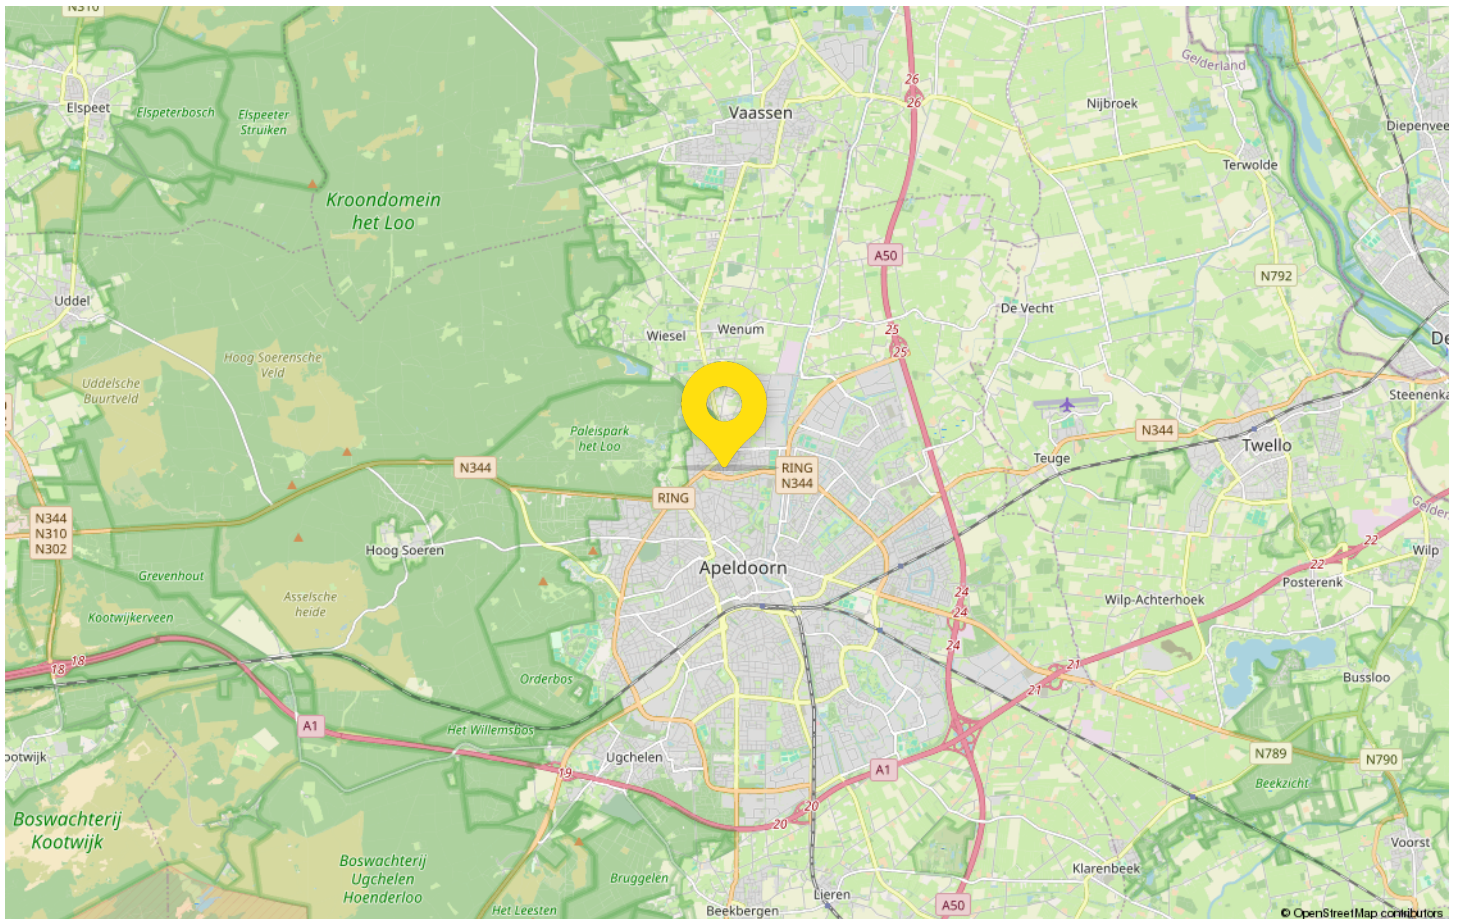 N310
Elspeet
Elspeterbosch
Elspeeter
Struiken
Vaassen
26
26
Gelderland
Nijbroek
Diepenvee
Terwolde
Kroondomein
het Loo
A50
N792
Uddel
De Vecht
Wiesel
Wenum
25
25
De
Hoog Soerensche
Veld
Uddelsche
Buurtveld
Steenenka
Paleispark
het Loo
N344
Teuge
Twello
N344
RING
N344
RING
N344
N310
N302
Hoog Soeren
Gelder
22
22
Wilp
Grevenhout
Apeldoorn
Posterenk
Asselsche
heide
Kootwijkerveen
24
24
24
Wilp-Achterhoek
18
18
21
21
Bussloo
Orderbos
A1
Het Willemsbos
ootwijk
Ugchelen
19
A1
N789
N790
Beekzicht
20
20
Boswachterij
Kootwijk
Boswachterij
Ugchelen
Hoenderloo
Voorst
Klarenbeek
Bruggelen
Lieren
A50
Het Leesten
Beekbergen
© OpenStreetMap contributors